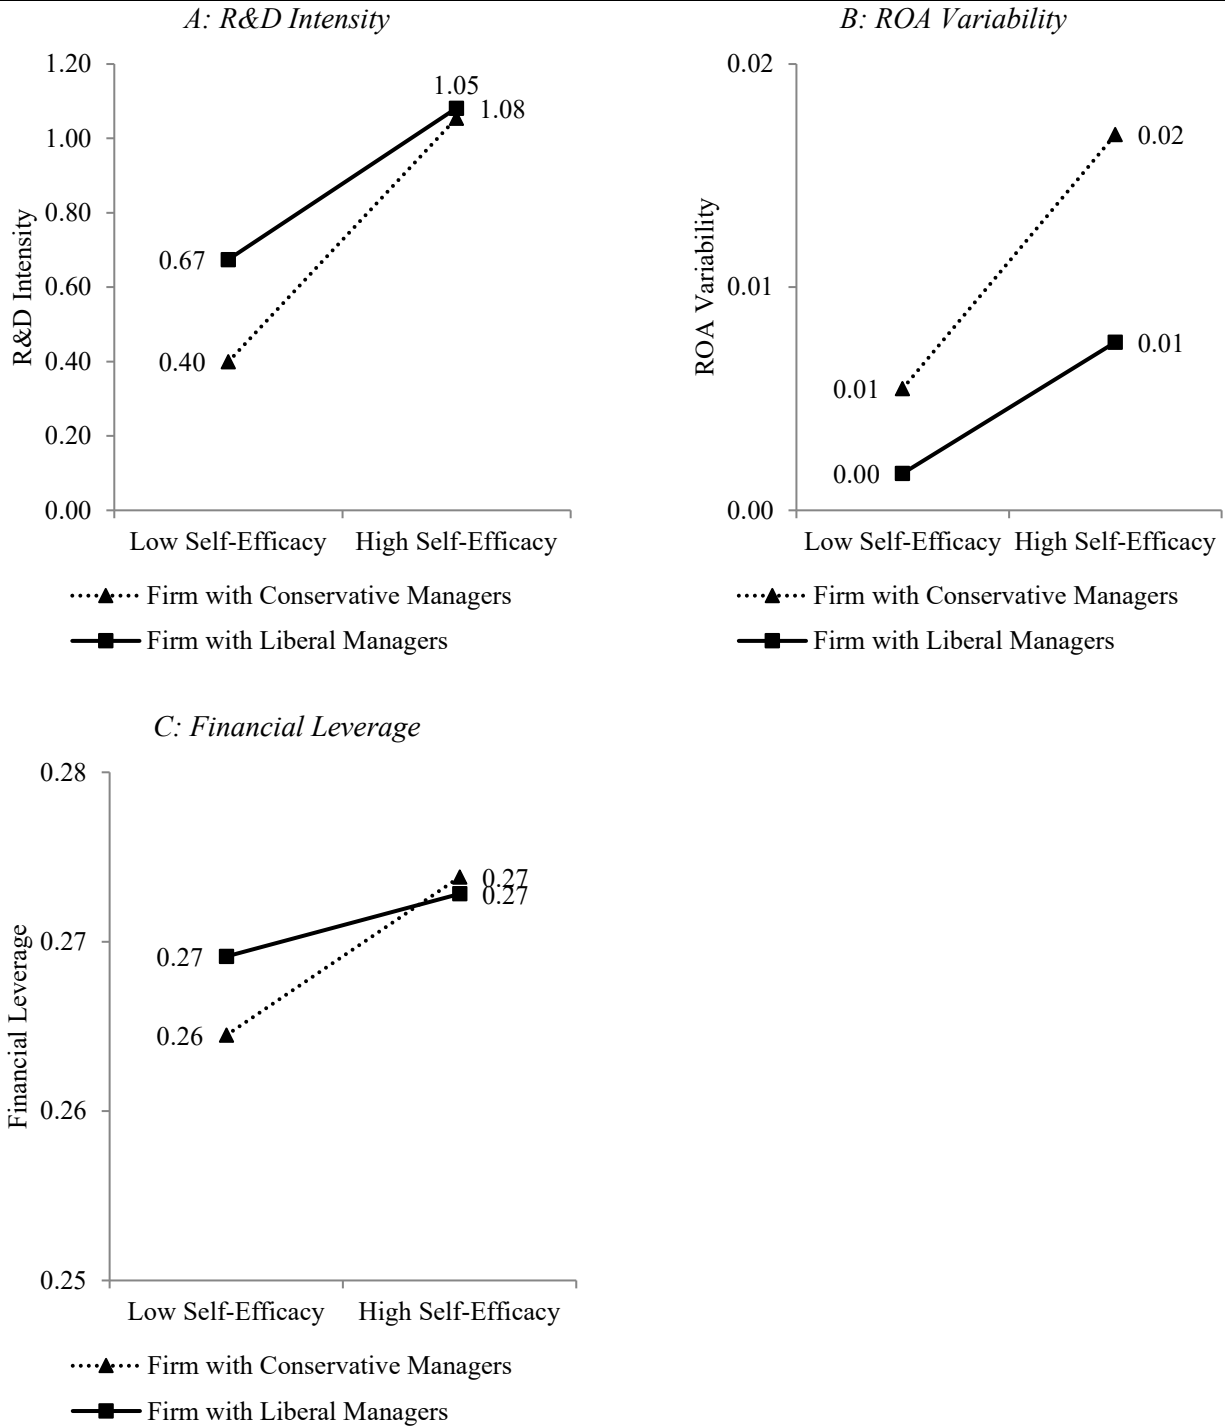 A: R&D Intensity
1.20
1.00
0.80
0.60
0.40
0.20
0.00
R&D Intensity
1.05
1.08
0.67
0.40
Low Self-Efficacy High Self-Efficacy
Firm with Conservative Managers
Firm with Liberal Managers
B: ROA Variability
0.02
0.01
0.00
ROA Variability
0.02
0.01
0.01
0.00
Low Self-Efficacy High Self-Efficacy
Firm with Conservative Managers
Firm with Liberal Managers
C: Financial Leverage
0.28
0.27
0.26
0.25
Financial Leverage
0.27
0.27
0.27
0.26
Low Self-Efficacy High Self-Efficacy
Firm with Conservative Managers
Firm with Liberal Managers